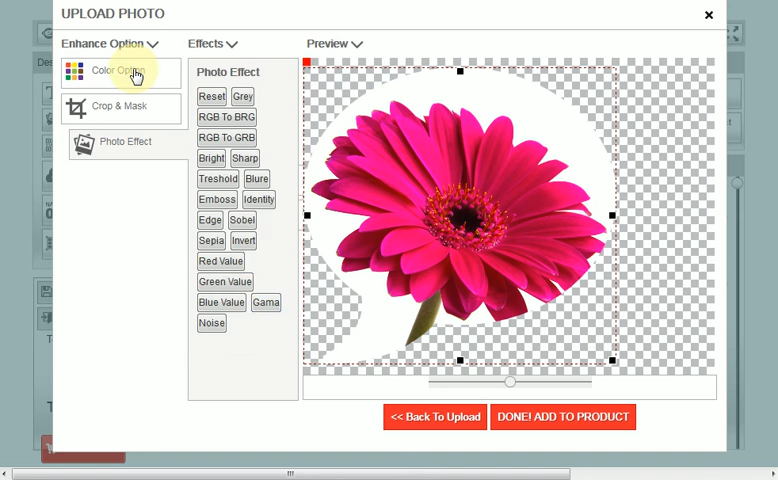 UPLOAD PHOTO
Enhance Option
Effects
Preview
Color Option
Crop & Mask
Photo Effect
Photo Effect
Reset Grey
RGB To BRG
RGB To GRB
Bright Sharp
Treshold Blure
Emboss Identity
Edge Sobel
Sepia Invert
Red Value
Green Value
Blue Value Gama
Noise
<< Back To Upload
DONE! ADD TO PRODUCT